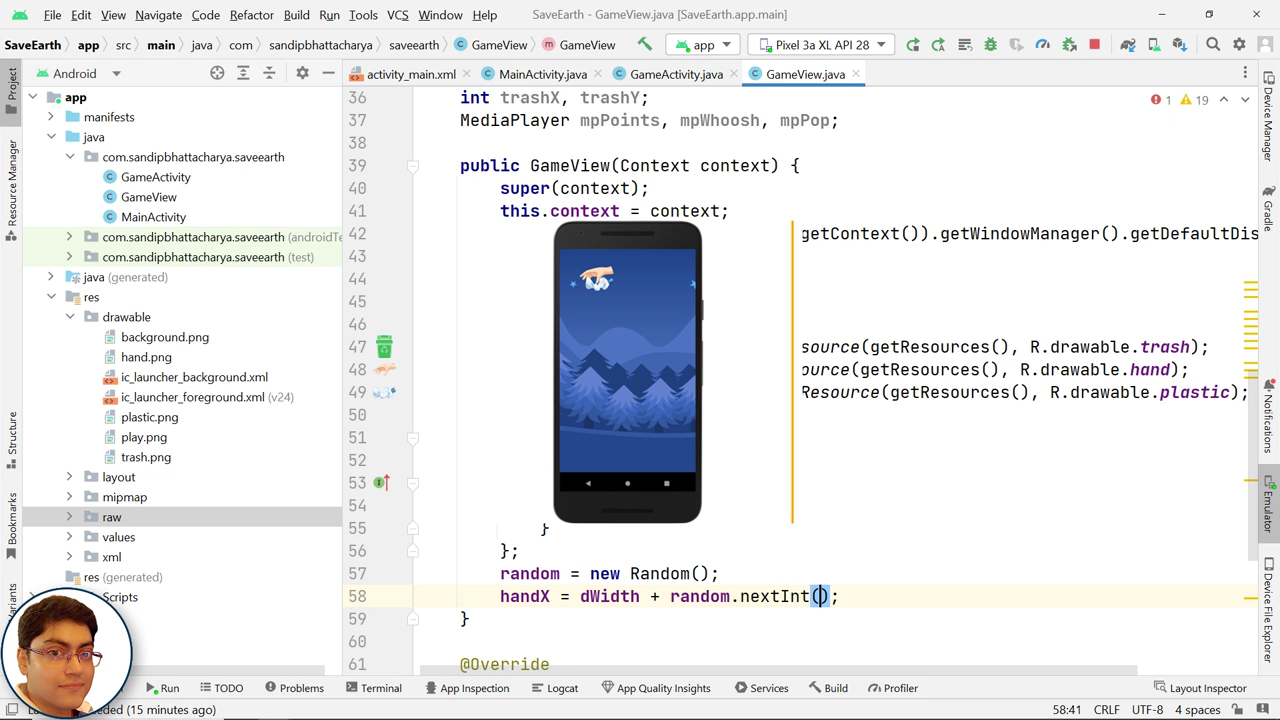 File Edit View Navigate Code Refactor Build Run Tools VCS Window Help SaveEarth - GameView.java [SaveEarth.app.main]
SaveEarth app src main java com sandipbhattacharya saveearth GameView GameView app Pixel 3a XL API 28
Android activity_main.xml MainActivity.java GameActivity.java GameView.java
Project
Resource Manager
Structure
Bookmarks
app
manifests
java
com.sandipbhattacharya.saveearth
GameActivity
GameView
MainActivity
com.sandipbhattacharya.saveearth (androidTe
com.sandipbhattacharya.saveearth (test)
java (generated)
res
drawable
background.png
hand.png
ic_launcher_background.xml
ic_launcher_foreground.xml (v24)
plastic.png
play.png
trash.png
layout
mipmap
raw
values
xml
res (generated)
Scripts
1 19
36 int trashX, trashY;
37 MediaPlayer mpPoints, mpWhoosh, mpPop;
38
39 public GameView(Context context) {
40 super(context);
41 this.context = context;
42 getContext()).getWindowManager().getDefaultDis
43
44
45
46
47 source(getResources(), R.drawable.trash);
48 ource(getResources(), R.drawable.hand);
49 Resource(getResources(), R.drawable.plastic);
50
51
52
53
54
55 }
56 };
57 random = new Random();
58 handX = dWidth + random.nextInt();
59 }
60
61 @Override
Device Manager
Gradle
Notifications
Emulator
Device File Explorer
Run TODO Problems Terminal App Inspection Logcat App Quality Insights Services Build Profiler Layout Inspector
(15 minutes ago) 58:41 CRLF UTF-8 4 spaces